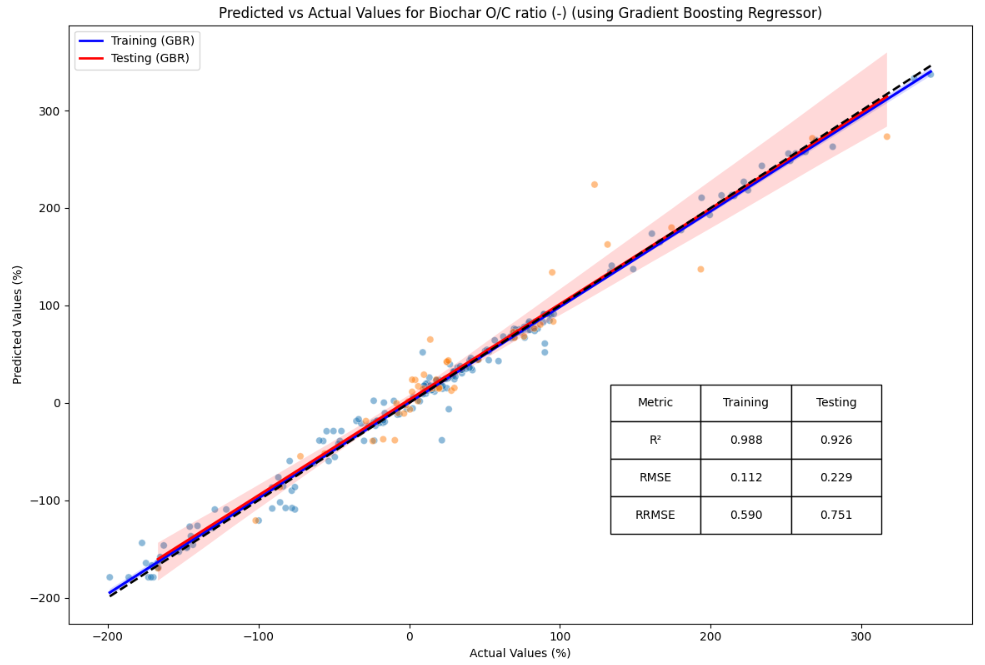 Predicted vs Actual Values for Biochar O/C ratio (-) (using Gradient Boosting Regressor)
Training (GBR)
Testing (GBR)
Predicted Values (%)
300
200
100
0
−100
−200
Metric Training Testing
R² 0.988 0.926
RMSE 0.112 0.229
RRMSE 0.590 0.751
−200 −100 0 100 200 300
Actual Values (%)